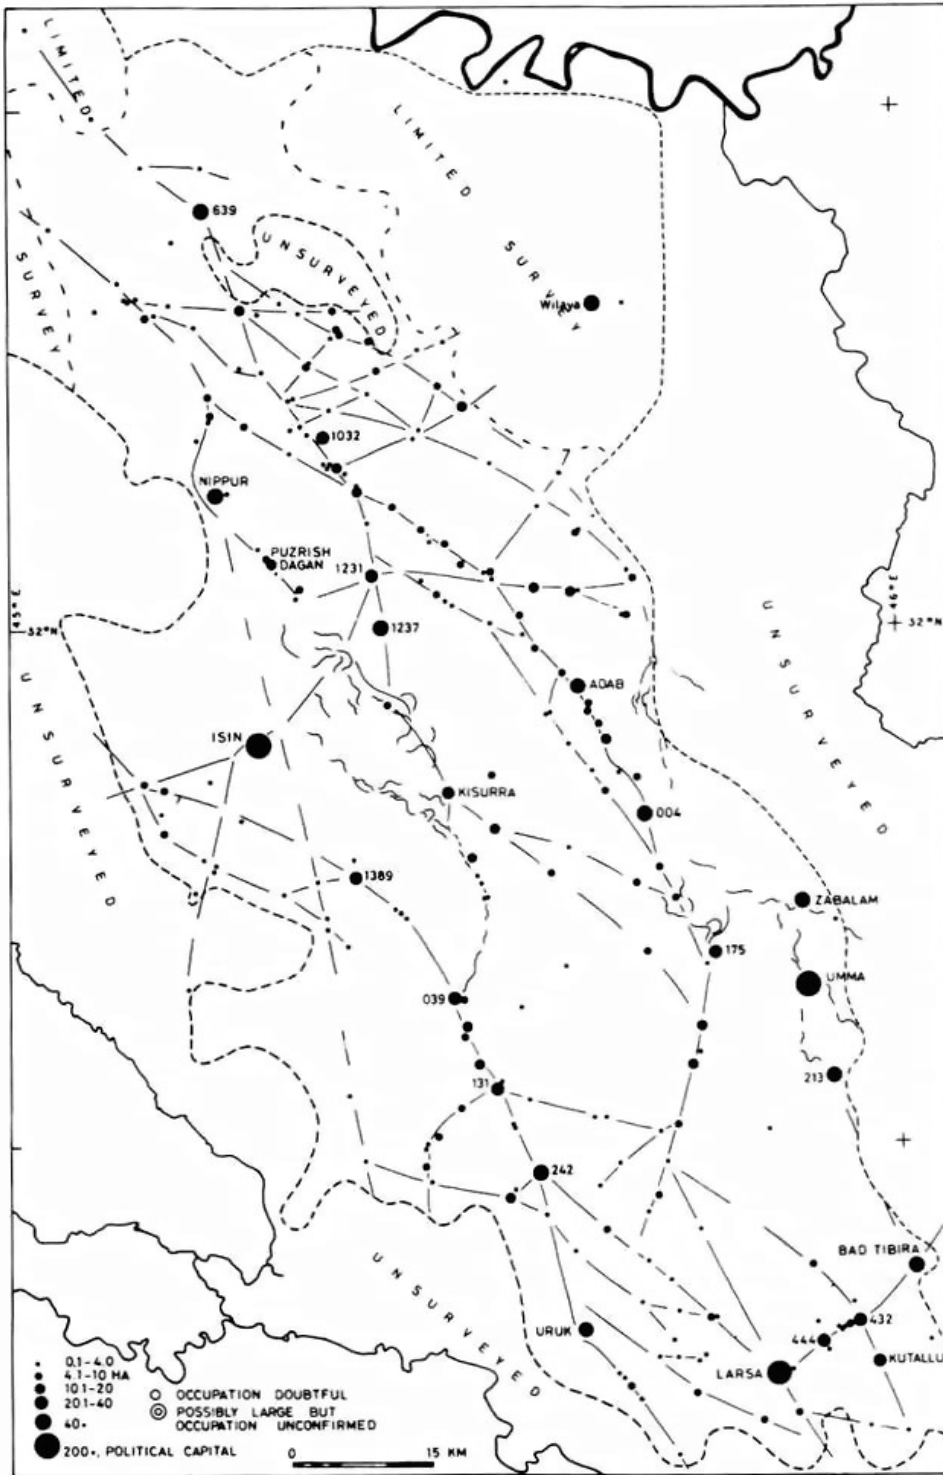 LIMITED
LIMITED
SURVEY
639
UNSURVEYED
SURVEY
Wilaya
1032
NIPPUR
PUZRISH
DAGAN
1231
1237
45°E
32°N
46°E
32°N
UNSURVEYED
ADAB
UNSURVEYED
ISIN
KISURRA
004
1389
ZABALAM
175
UMMA
039
213
131
242
BAD TIBIRA
UNSURVEYED
URUK
432
444
KUTALLU
LARSA
0.1-4.0
4.1-10 HA
10.1-20
20.1-40
40+
200+, POLITICAL CAPITAL
OCCUPATION DOUBTFUL
POSSIBLY LARGE BUT
OCCUPATION UNCONFIRMED
0 15 KM